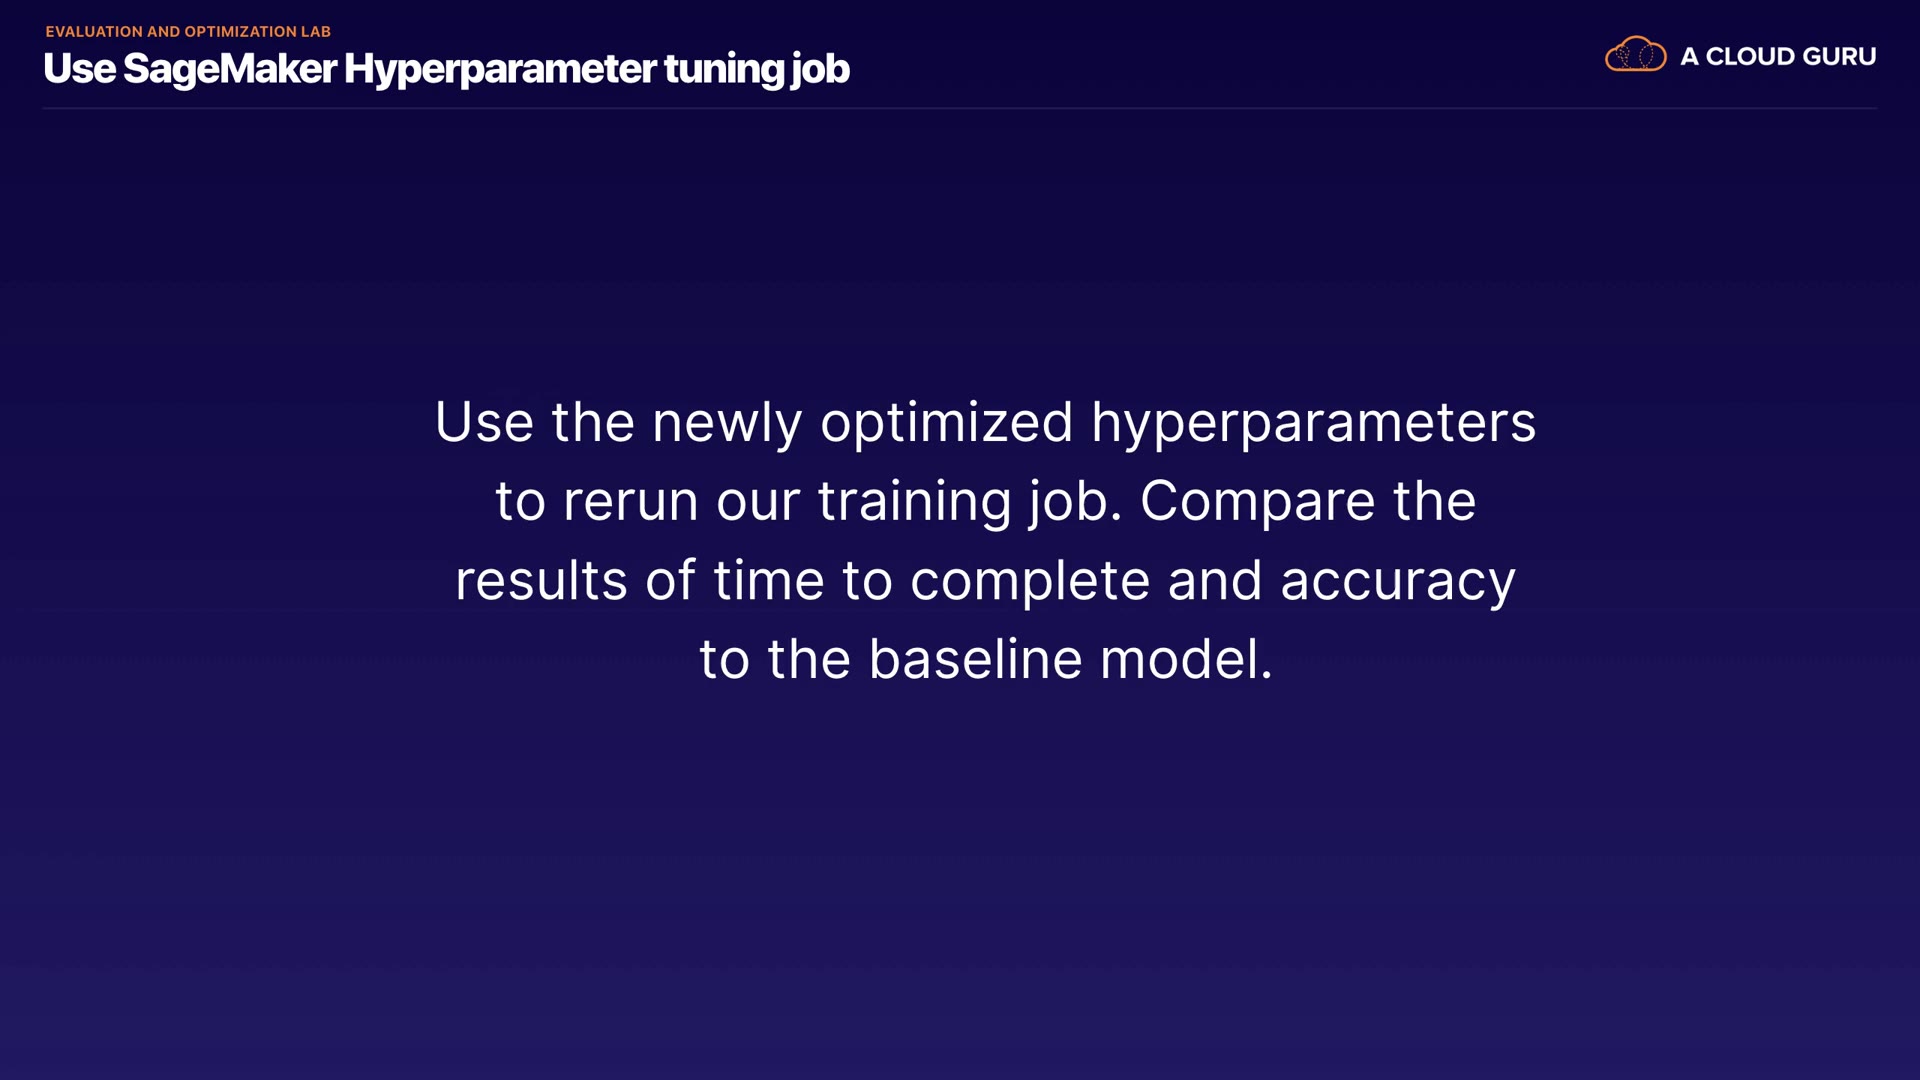 EVALUATION AND OPTIMIZATION LAB
Use SageMaker Hyperparameter tuning job
A CLOUD GURU
Use the newly optimized hyperparameters
to rerun our training job. Compare the
results of time to complete and accuracy
to the baseline model.